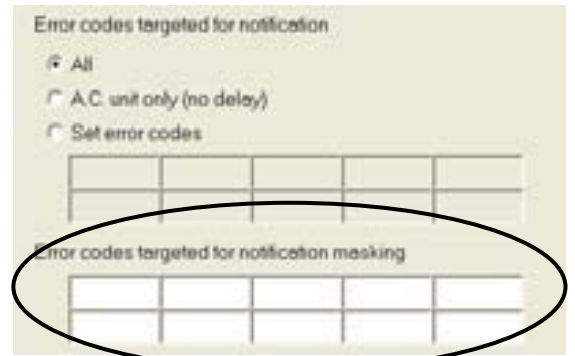 Error codes targeted for notification
All
A.C. unit only (no delay)
Set error codes
Error codes targeted for notification masking